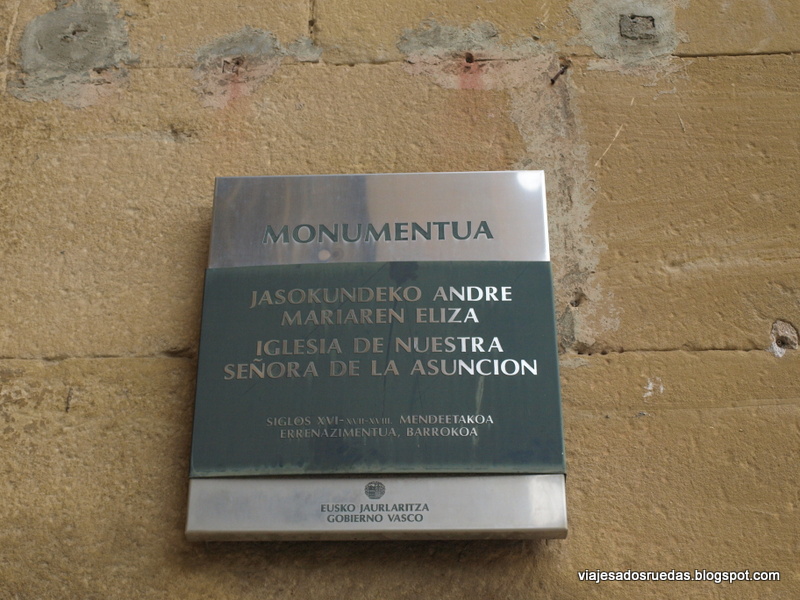 MONUMENTUA
JASOKUNDEKO ANDRE
MARIAREN ELIZA
IGLESIA DE NUESTRA
SEÑORA DE LA ASUNCION
SIGLOS XVI-XVII-XVIII. MENDEETAKOA
ERRENAZIMENTUA, BARROKOA
EUSKO JAURLARITZA
GOBIERNO VASCO
viajesadosruedas.blogspot.com